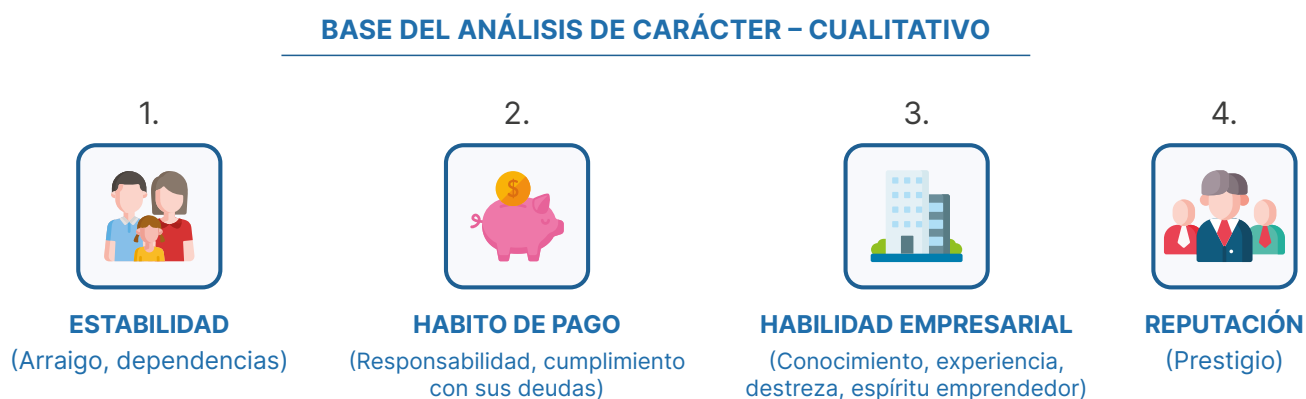 BASE DEL ANÁLISIS DE CARÁCTER – CUALITATIVO
1.
ESTABILIDAD
(Arraigo, dependencias)
2.
$
HABITO DE PAGO
(Responsabilidad, cumplimiento
con sus deudas)
3.
HABILIDAD EMPRESARIAL
(Conocimiento, experiencia,
destreza, espíritu emprendedor)
4.
REPUTACIÓN
(Prestigio)